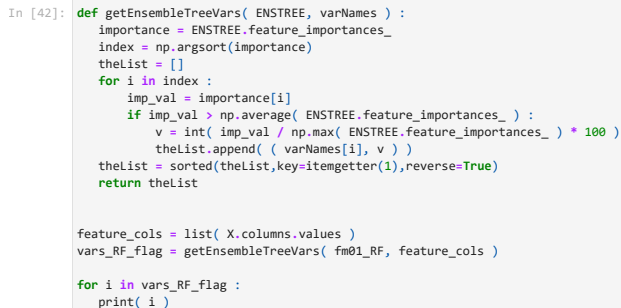 In [42]: def getEnsembleTreeVars( ENSTREE, varNames ) :
    importance = ENSTREE.feature_importances_
    index = np.argsort(importance)
    theList = []
    for i in index :
        imp_val = importance[i]
        if imp_val > np.average( ENSTREE.feature_importances_ ) :
            v = int( imp_val / np.max( ENSTREE.feature_importances_ ) * 100 )
            theList.append( ( varNames[i], v ) )
    theList = sorted(theList,key=itemgetter(1),reverse=True)
    return theList

feature_cols = list( X.columns.values )
vars_RF_flag = getEnsembleTreeVars( fm01_RF, feature_cols )

for i in vars_RF_flag :
    print( i )